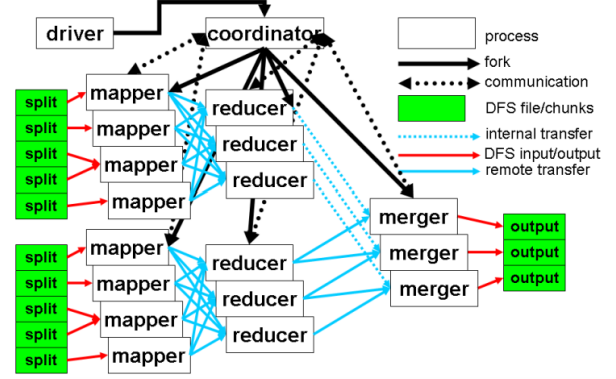 driver
coordinator
process
fork
communication
DFS file/chunks
internal transfer
DFS input/output
remote transfer
split
split
split
split
split
mapper
mapper
mapper
mapper
reducer
reducer
reducer
split
split
split
split
split
mapper
mapper
mapper
mapper
reducer
reducer
reducer
merger
merger
merger
output
output
output